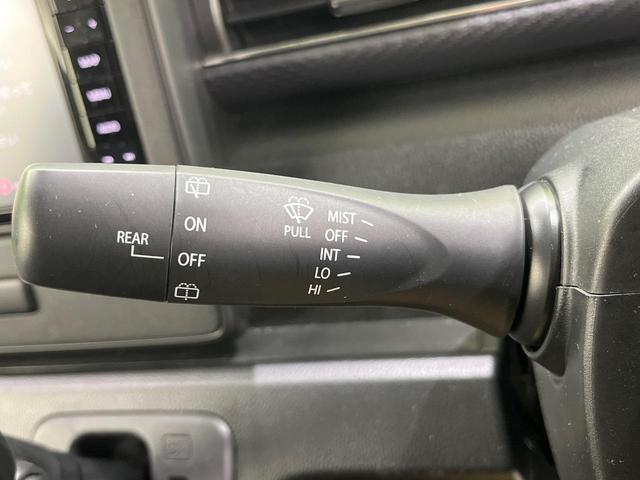 REAR
ON
OFF
PULL
MIST
OFF
INT
LO
HI